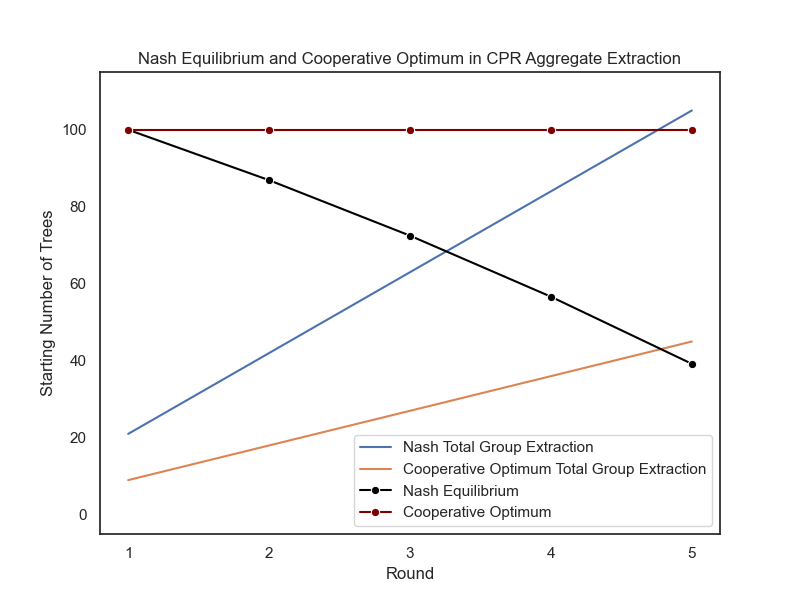 Nash Equilibrium and Cooperative Optimum in CPR Aggregate Extraction
Starting Number of Trees
100
80
60
40
20
0
Nash Total Group Extraction
Cooperative Optimum Total Group Extraction
Nash Equilibrium
Cooperative Optimum
1 2 3 4 5
Round